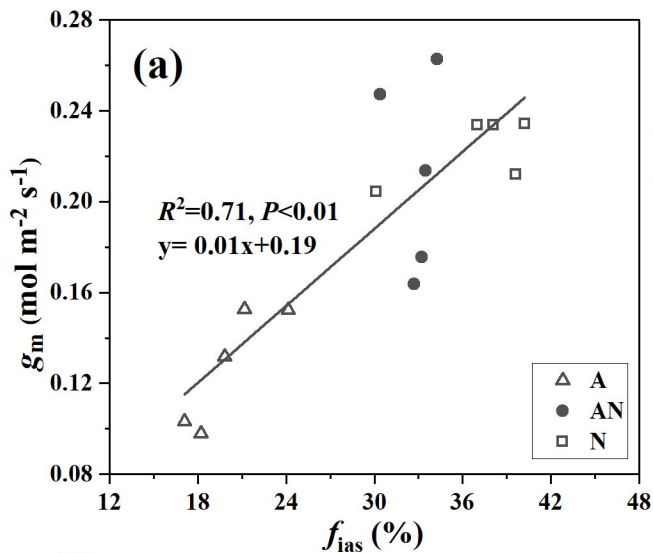 (a)
0.28
0.24
0.20
0.16
0.12
0.08
gm (mol m-2 s-1)
R2=0.71, P<0.01
y= 0.01x+0.19
A
AN
N
12 18 24 30 36 42 48
fias (%)